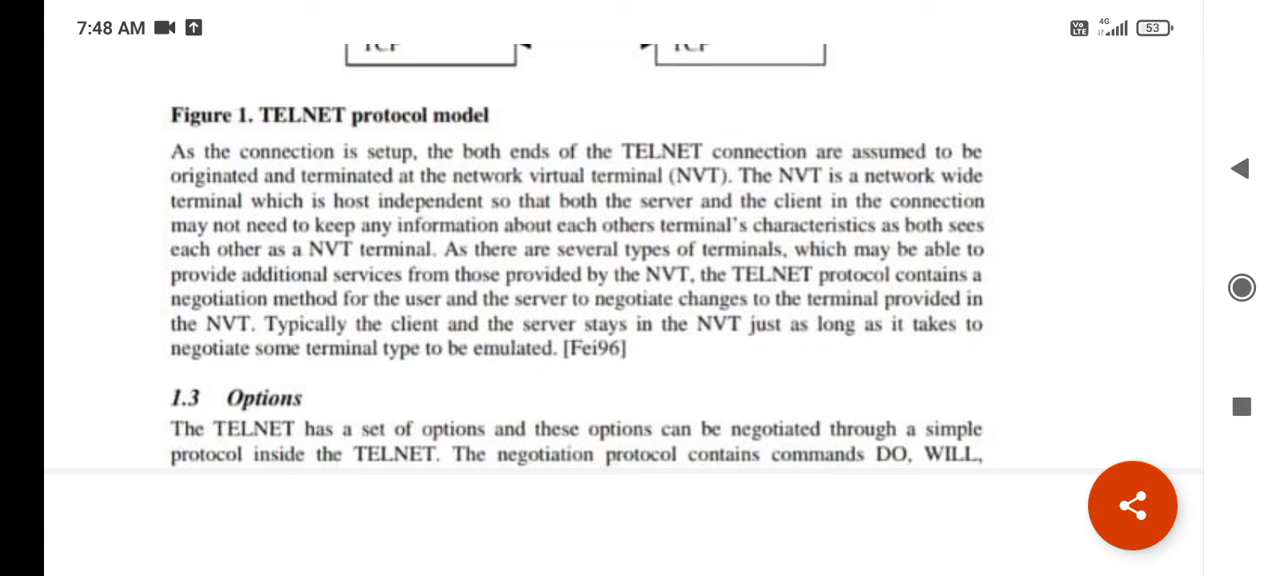 7:48 AM
Vo LTE 4G 53
TCP TCP
Figure 1. TELNET protocol model
As the connection is setup, the both ends of the TELNET connection are assumed to be
originated and terminated at the network virtual terminal (NVT). The NVT is a network wide
terminal which is host independent so that both the server and the client in the connection
may not need to keep any information about each others terminal's characteristics as both sees
each other as a NVT terminal. As there are several types of terminals, which may be able to
provide additional services from those provided by the NVT, the TELNET protocol contains a
negotiation method for the user and the server to negotiate changes to the terminal provided in
the NVT. Typically the client and the server stays in the NVT just as long as it takes to
negotiate some terminal type to be emulated. [Fei96]
1.3 Options
The TELNET has a set of options and these options can be negotiated through a simple
protocol inside the TELNET. The negotiation protocol contains commands DO, WILL,